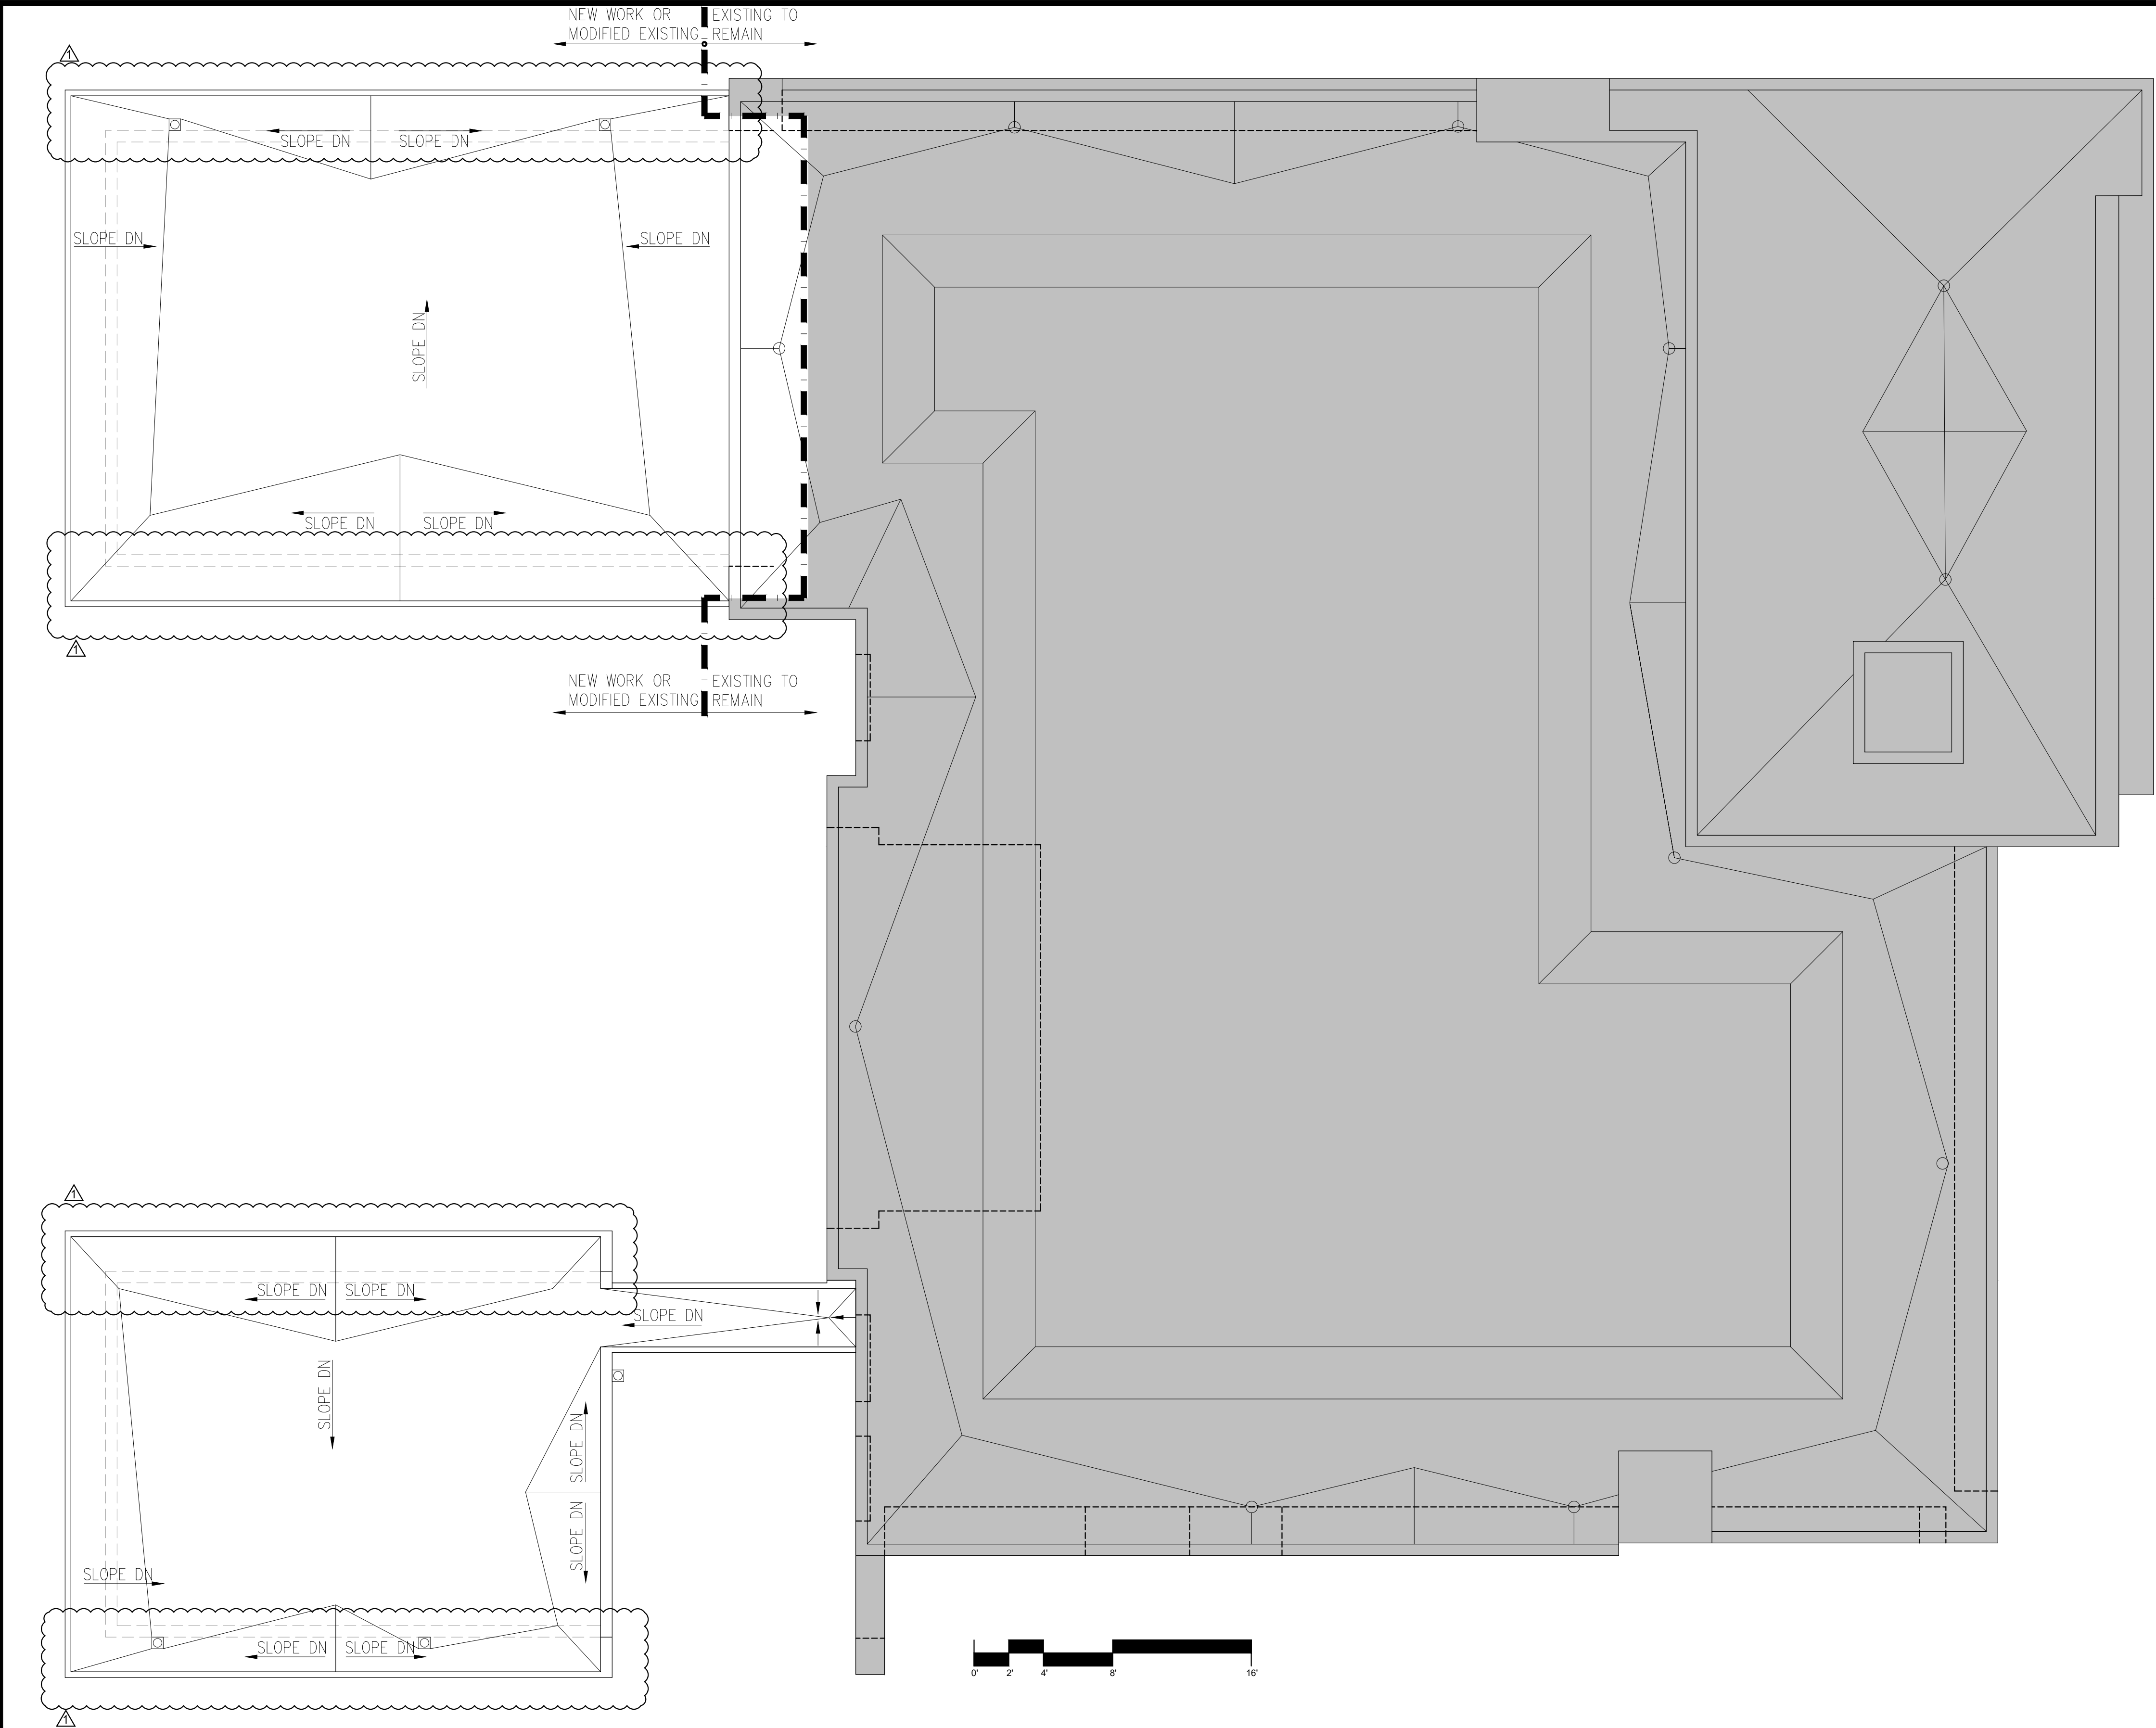 NEW WORK OR
MODIFIED EXISTING
EXISTING TO
REMAIN
1
SLOPE DN
SLOPE DN
SLOPE DN
SLOPE DN
SLOPE DN
SLOPE DN
SLOPE DN
1
NEW WORK OR
MODIFIED EXISTING
EXISTING TO
REMAIN
1
SLOPE DN
SLOPE DN
SLOPE DN
SLOPE DN
SLOPE DN
SLOPE DN
SLOPE DN
SLOPE DN
SLOPE DN
1
0' 2' 4' 8' 16'